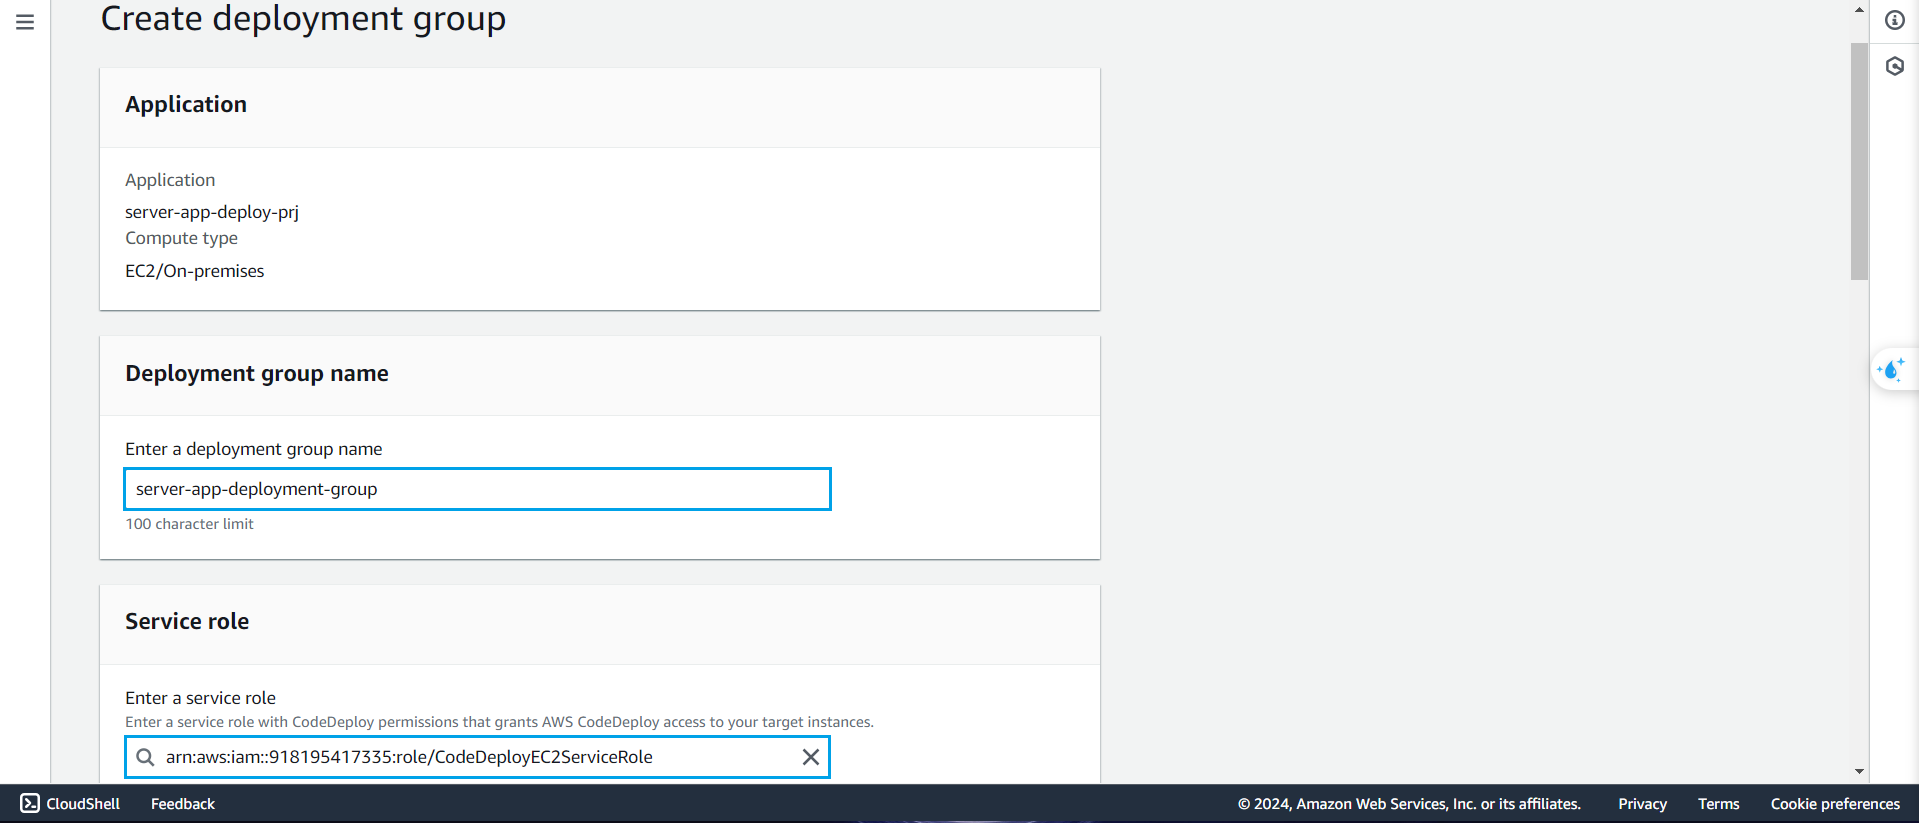 Create deployment group
Application
Application
server-app-deploy-prj
Compute type
EC2/On-premises
Deployment group name
Enter a deployment group name
server-app-deployment-group
100 character limit
Service role
Enter a service role
Enter a service role with CodeDeploy permissions that grants AWS CodeDeploy access to your target instances.
arn:aws:iam::918195417335:role/CodeDeployEC2ServiceRole
CloudShell Feedback © 2024, Amazon Web Services, Inc. or its affiliates. Privacy Terms Cookie preferences